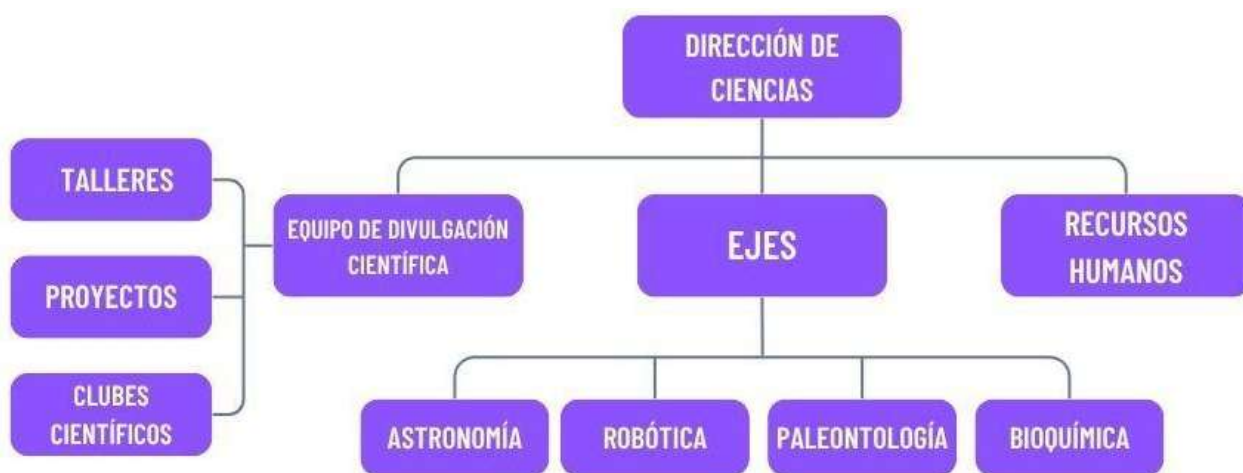 DIRECCIÓN DE
CIENCIAS
TALLERES
PROYECTOS
CLUBES
CIENTÍFICOS
EQUIPO DE DIVULGACIÓN
CIENTÍFICA
EJES
RECURSOS
HUMANOS
ASTRONOMÍA
ROBÓTICA
PALEONTOLOGÍA
BIOQUÍMICA